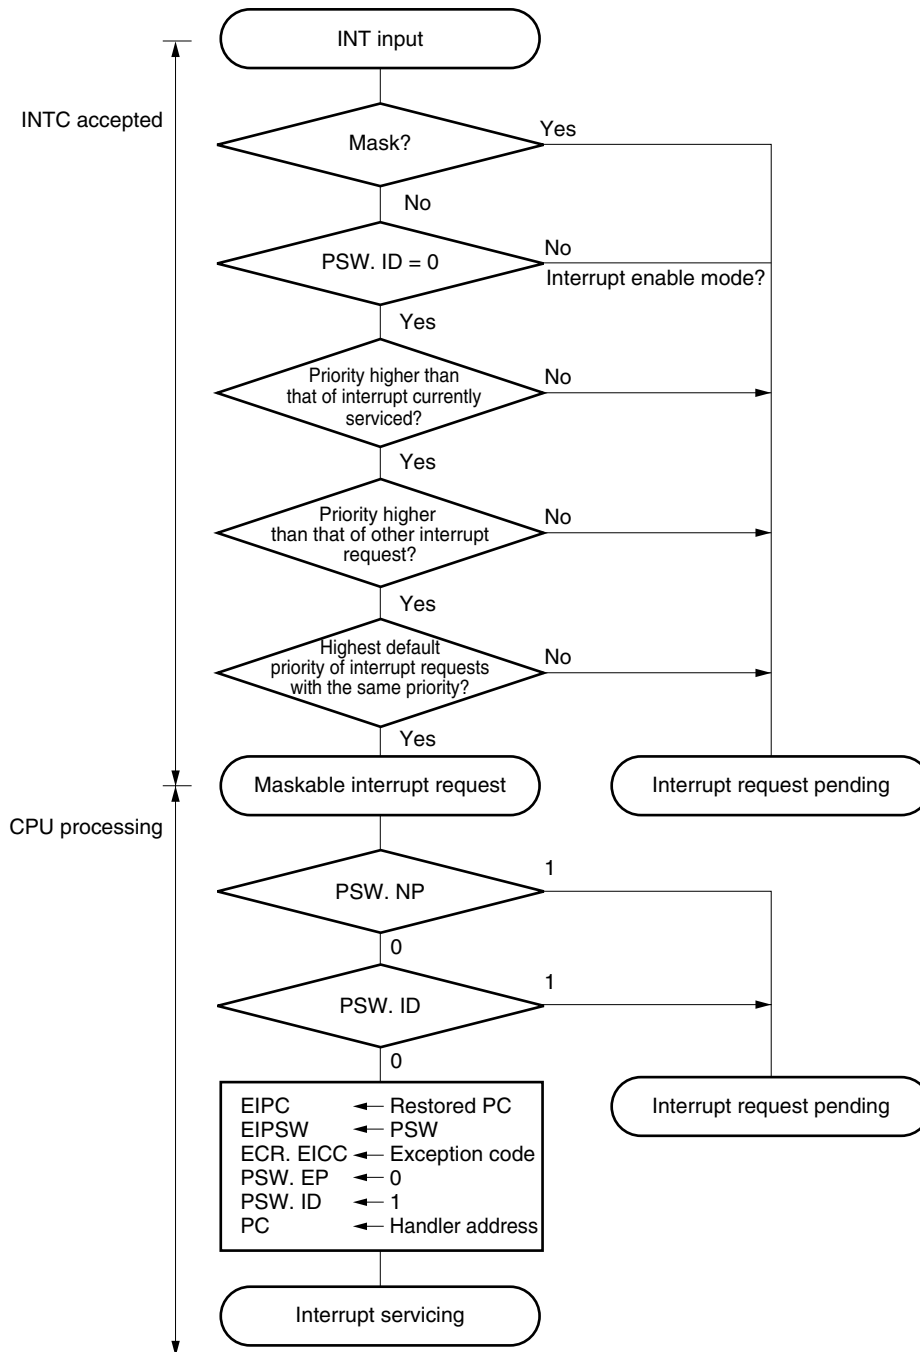 INT input
INTC accepted
Mask?
Yes
No
PSW. ID = 0
No
Interrupt enable mode?
Yes
Priority higher than
that of interrupt currently
serviced?
No
Yes
Priority higher
than that of other interrupt
request?
No
Yes
Highest default
priority of interrupt requests
with the same priority?
No
Yes
Maskable interrupt request
Interrupt request pending
CPU processing
PSW. NP
1
0
PSW. ID
1
0
EIPC ← Restored PC
EIPSW ← PSW
ECR. EICC ← Exception code
PSW. EP ← 0
PSW. ID ← 1
PC ← Handler address
Interrupt request pending
Interrupt servicing